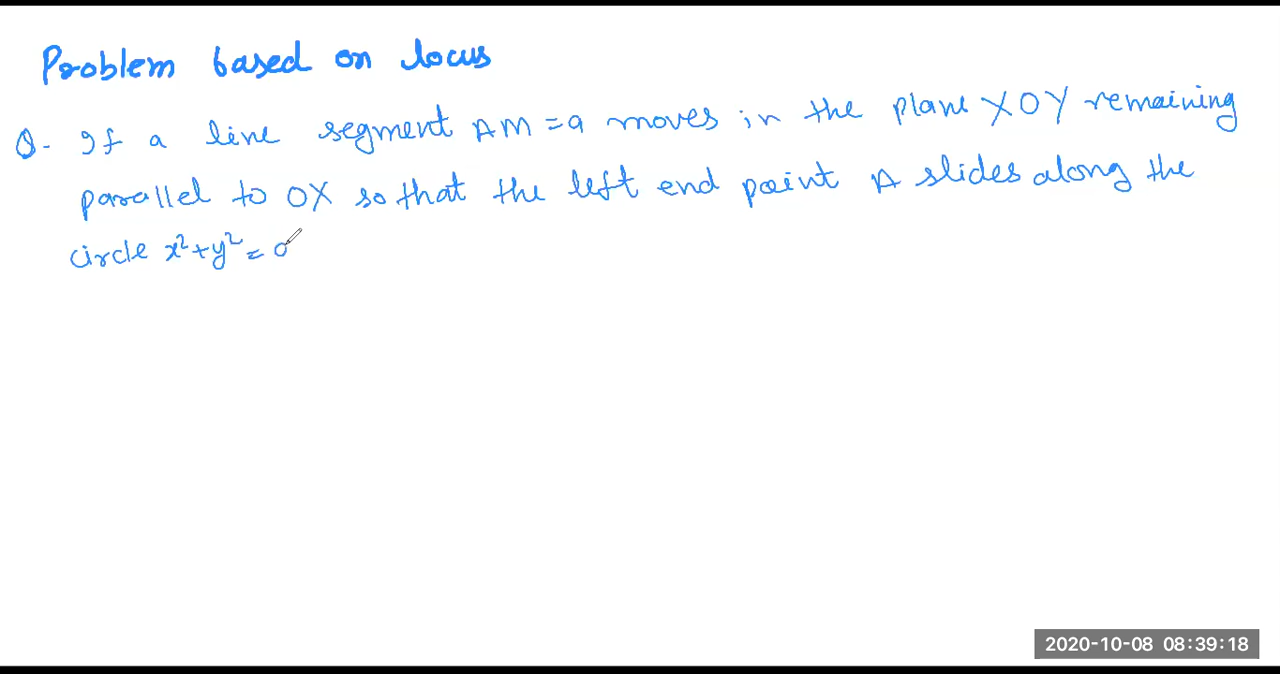 Problem based on locus
Q- If a line segment AM=a moves in the plane XOY remaining
parallel to OX so that the left end point A slides along the
circle x²+y²=
2020-10-08 08:39:18